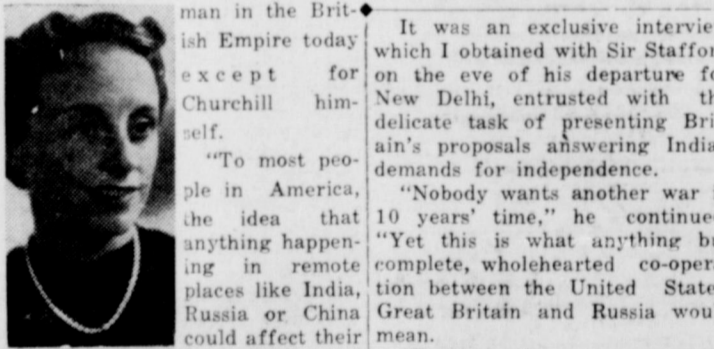 man in the Brit-
ish Empire today
except for
Churchill him-
self.
"To most peo-
ple in America,
the idea that
anything happen-
ing in remote
places like India,
Russia or China
could affect their
It was an exclusive intervie
which I obtained with Sir Staffor
on the eve of his departure fo
New Delhi, entrusted with th
delicate task of presenting Bri
ain's proposals answering India
demands for independence.
"Nobody wants another war
10 years' time," he continue
"Yet this is what anything bu
complete, wholehearted co-oper
tion between the United State
Great Britain and Russia wou
mean.